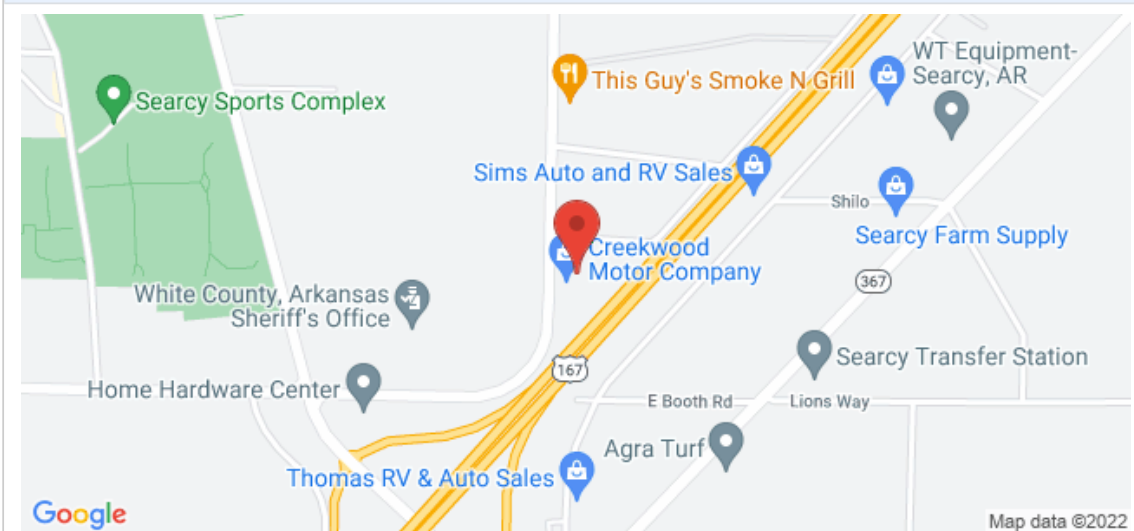 WT Equipment-
Searcy, AR
This Guy's Smoke N Grill
Searcy Sports Complex
Sims Auto and RV Sales
Shilo
Searcy Farm Supply
Creekwood
Motor Company
367
White County, Arkansas
Sheriff's Office
Searcy Transfer Station
167
Home Hardware Center
E Booth Rd
Lions Way
Agra Turf
Thomas RV & Auto Sales
Google
Map data ©2022